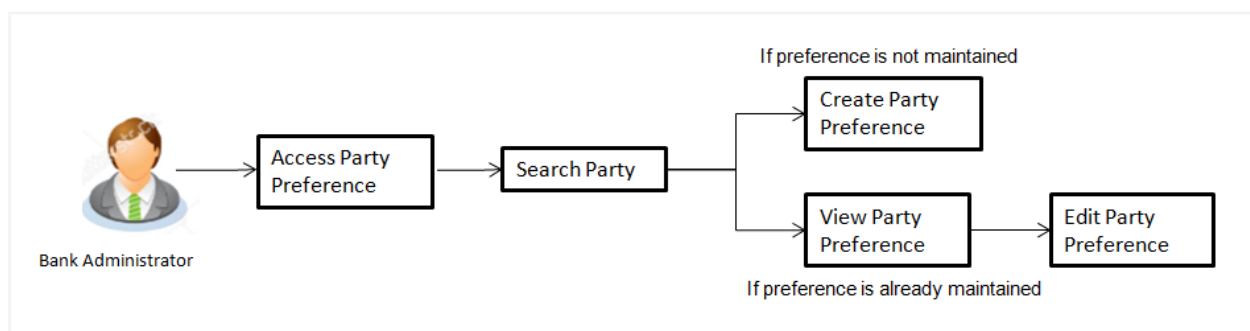 If preference is not maintained
Create Party
Preference
Access Party
Preference
Search Party
View Party
Preference
Edit Party
Preference
Bank Administrator
If preference is already maintained